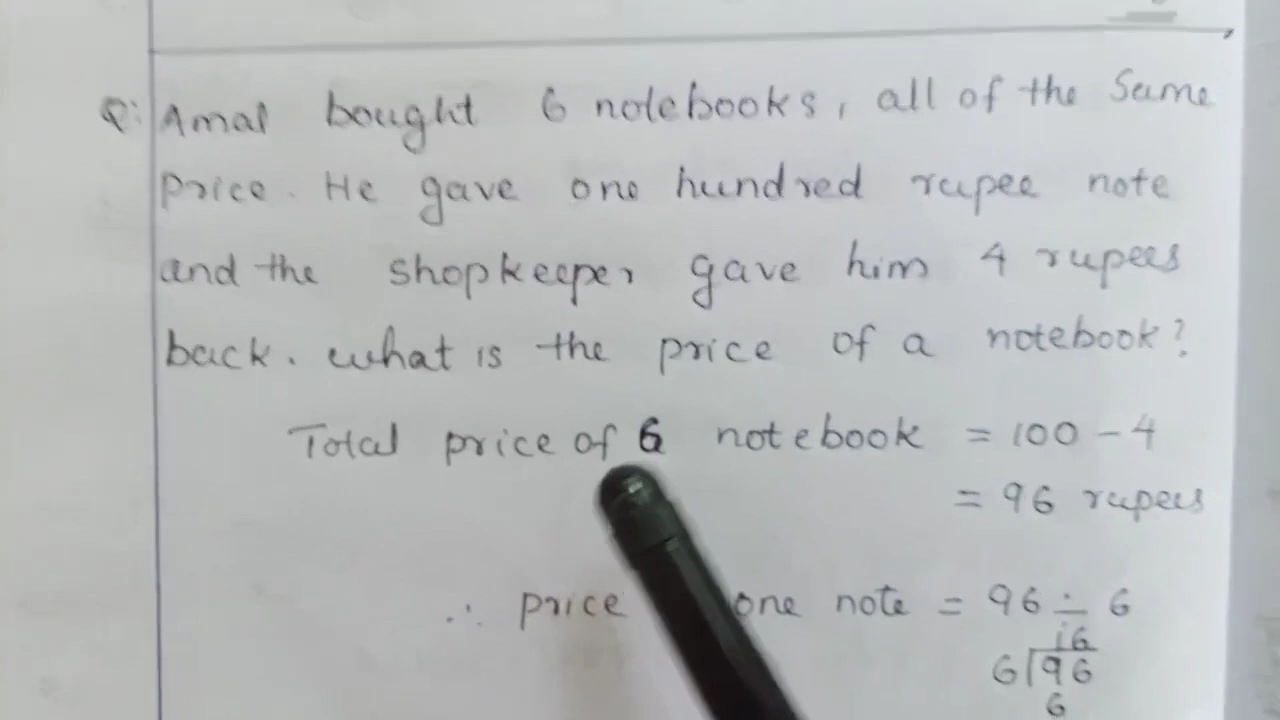 Q: Amal bought 6 notebooks, all of the same
price. He gave one hundred rupee note
and the shopkeeper gave him 4 rupees
back. what is the price of a notebook?
Total price of 6 notebook = 100 - 4
= 96 rupees
∴ price one note = 96 ÷ 6
16
6 96
6